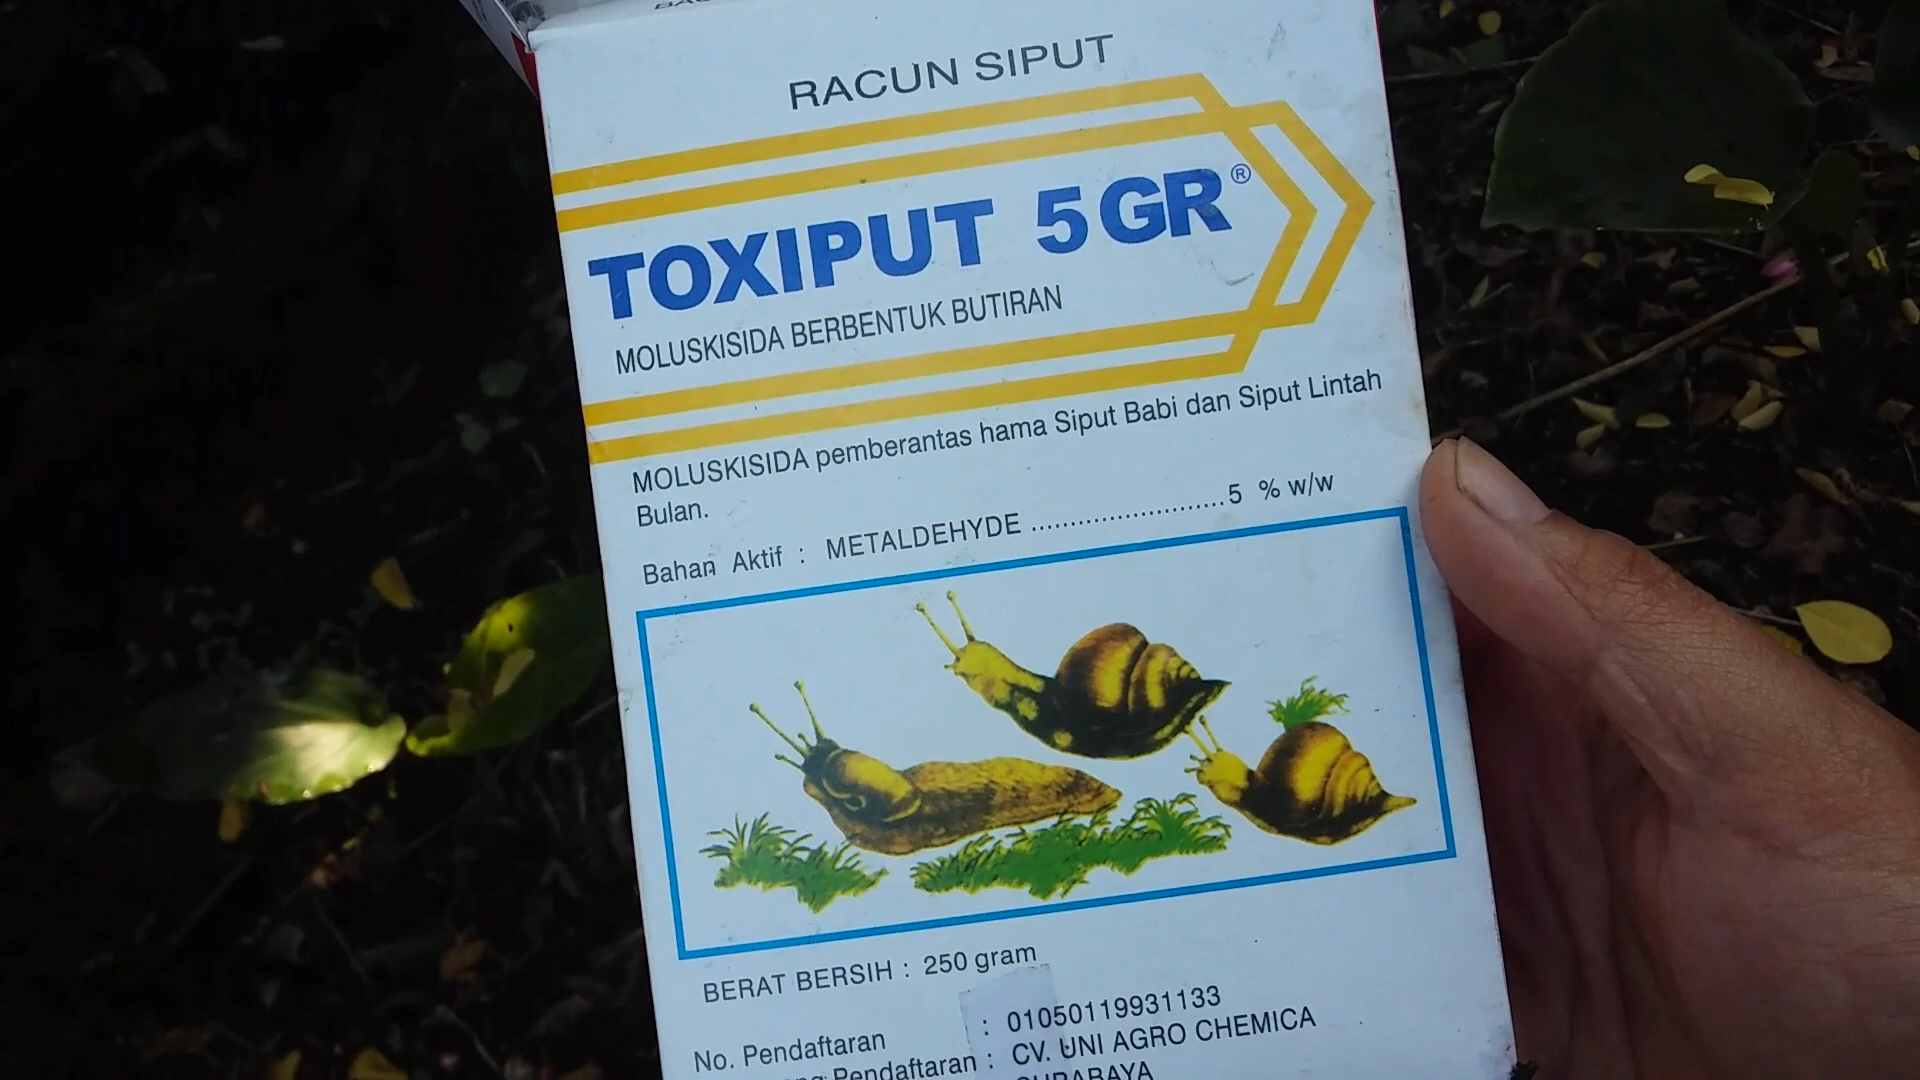 RACUN SIPUT
TOXIPUT 5GR®
MOLUSKISIDA BERBENTUK BUTIRAN
MOLUSKISIDA pemberantas hama Siput Babi dan Siput Lintah
Bulan.
Bahan Aktif : METALDEHYDE ..........................5 % w/w
BERAT BERSIH : 250 gram
No. Pendaftaran : 01050119931133
Pendaftaran : CV. UNI AGRO CHEMICA
SURABAYA